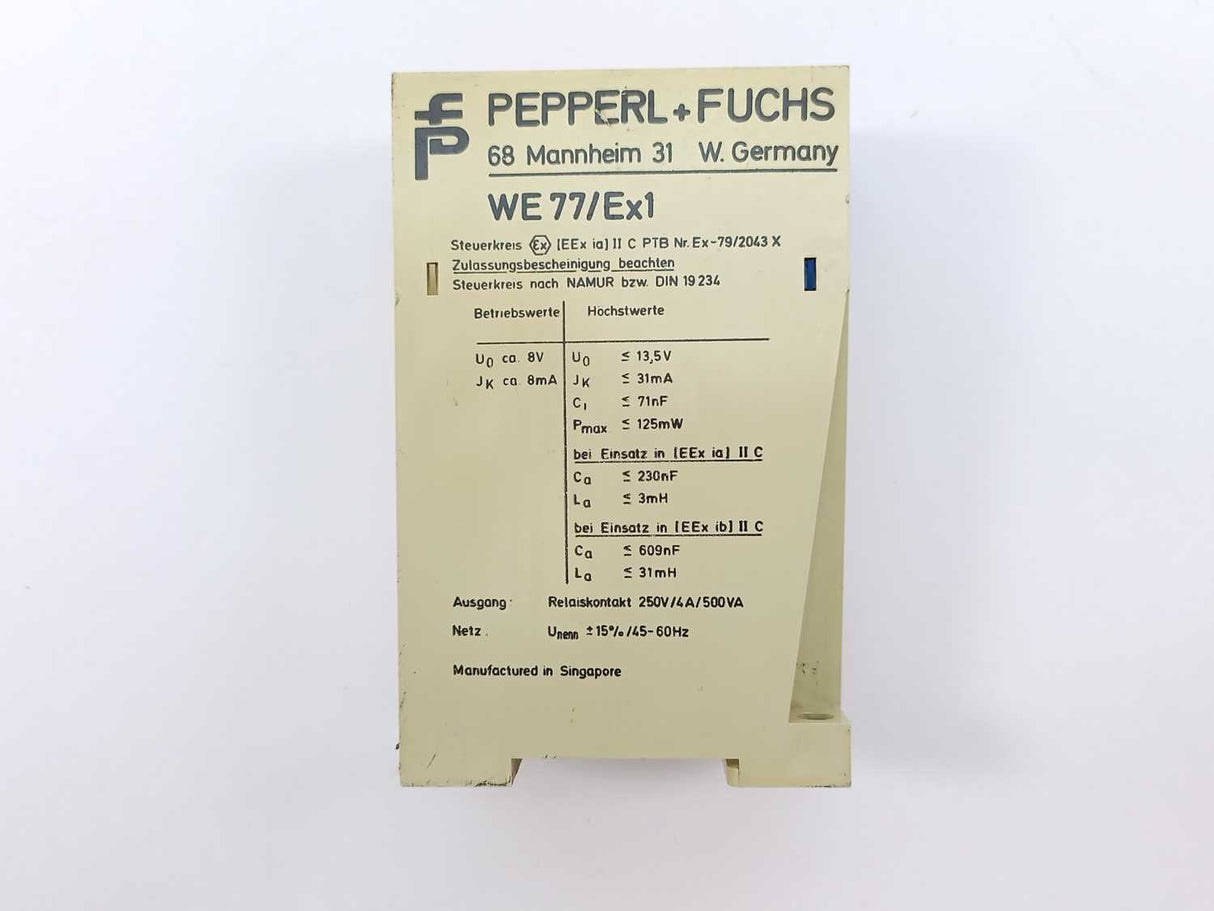 fP PEPPERL+FUCHS
68 Mannheim 31 W. Germany
WE 77/Ex1
Steuerkreis Ex [EEx ia] II C PTB Nr. Ex-79/2043 X
Zulassungsbescheinigung beachten
Steuerkreis nach NAMUR bzw. DIN 19 234
Betriebswerte Höchstwerte
U0 ca. 8V U0 ≤ 13,5V
JK ca. 8mA JK ≤ 31mA
Ci ≤ 71nF
Pmax. ≤ 125mW
bei Einsatz in [EEx ia] II C
Ca ≤ 230nF
La ≤ 3mH
bei Einsatz in [EEx ib] II C
Ca ≤ 609nF
La ≤ 31mH
Ausgang: Relaiskontakt 250V/4A/500VA
Netz: Unenn ±15%/45-60Hz
Manufactured in Singapore